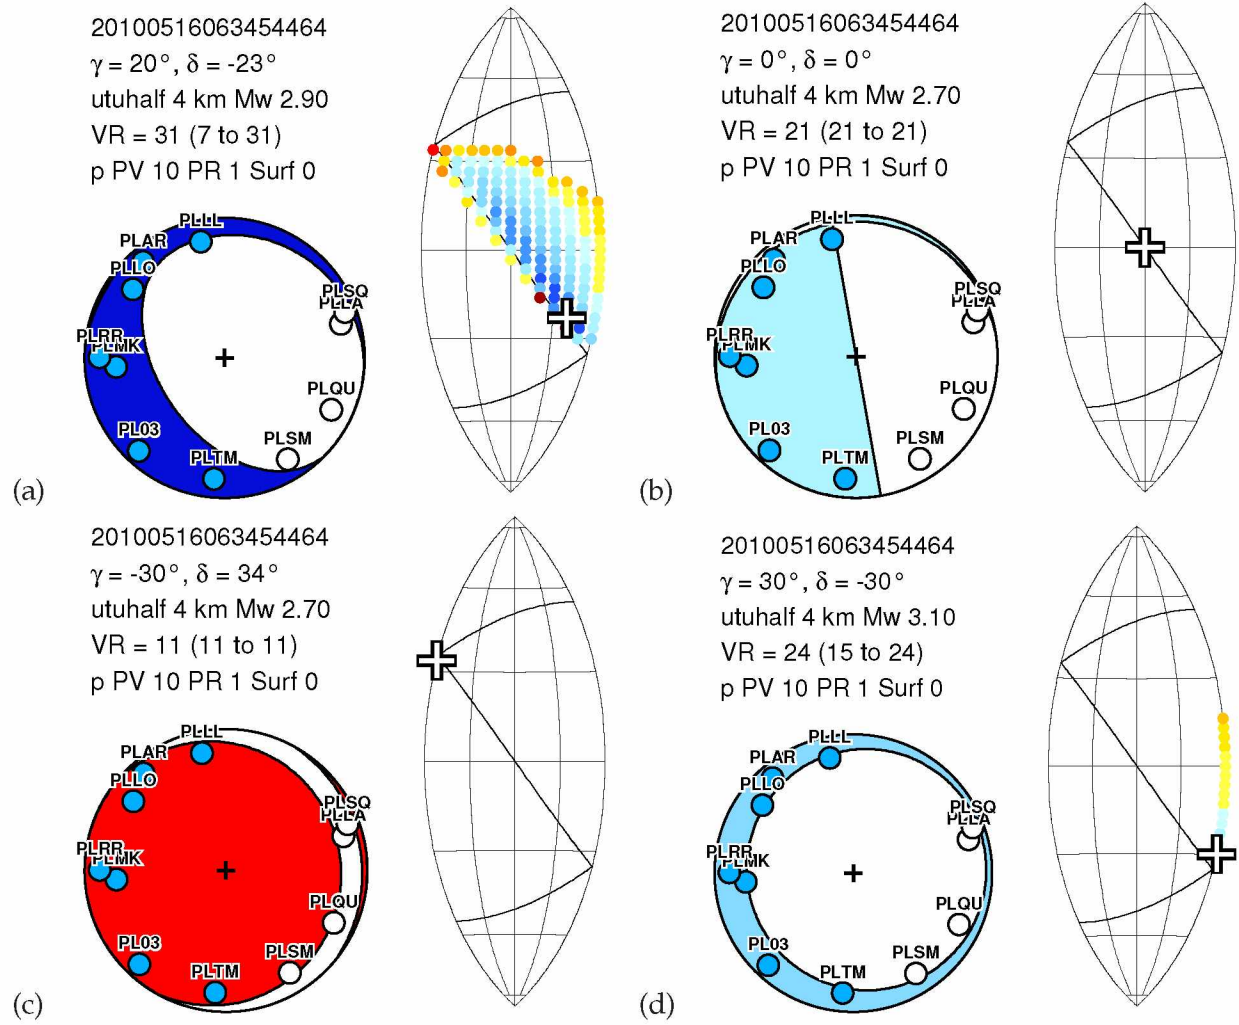 20100516063454464
γ = 20°, δ = -23°
utuhalf 4 km Mw 2.90
VR = 31 (7 to 31)
p PV 10 PR 1 Surf 0
PLLL
PLAR
PLLO
PLSQ
PLLA
PLRR
PLMK
PLQU
PL03
PLSM
PLTM
(a)
20100516063454464
γ = 0°, δ = 0°
utuhalf 4 km Mw 2.70
VR = 21 (21 to 21)
p PV 10 PR 1 Surf 0
PLLL
PLAR
PLLO
PLSQ
PLLA
PLRR
PLMK
PLQU
PL03
PLSM
PLTM
(b)
20100516063454464
γ = -30°, δ = 34°
utuhalf 4 km Mw 2.70
VR = 11 (11 to 11)
p PV 10 PR 1 Surf 0
PLLL
PLAR
PLLO
PLSQ
PLLA
PLRR
PLMK
PLQU
PL03
PLSM
PLTM
(c)
20100516063454464
γ = 30°, δ = -30°
utuhalf 4 km Mw 3.10
VR = 24 (15 to 24)
p PV 10 PR 1 Surf 0
PLLL
PLAR
PLLO
PLSQ
PLLA
PLRR
PLMK
PLQU
PL03
PLSM
PLTM
(d)